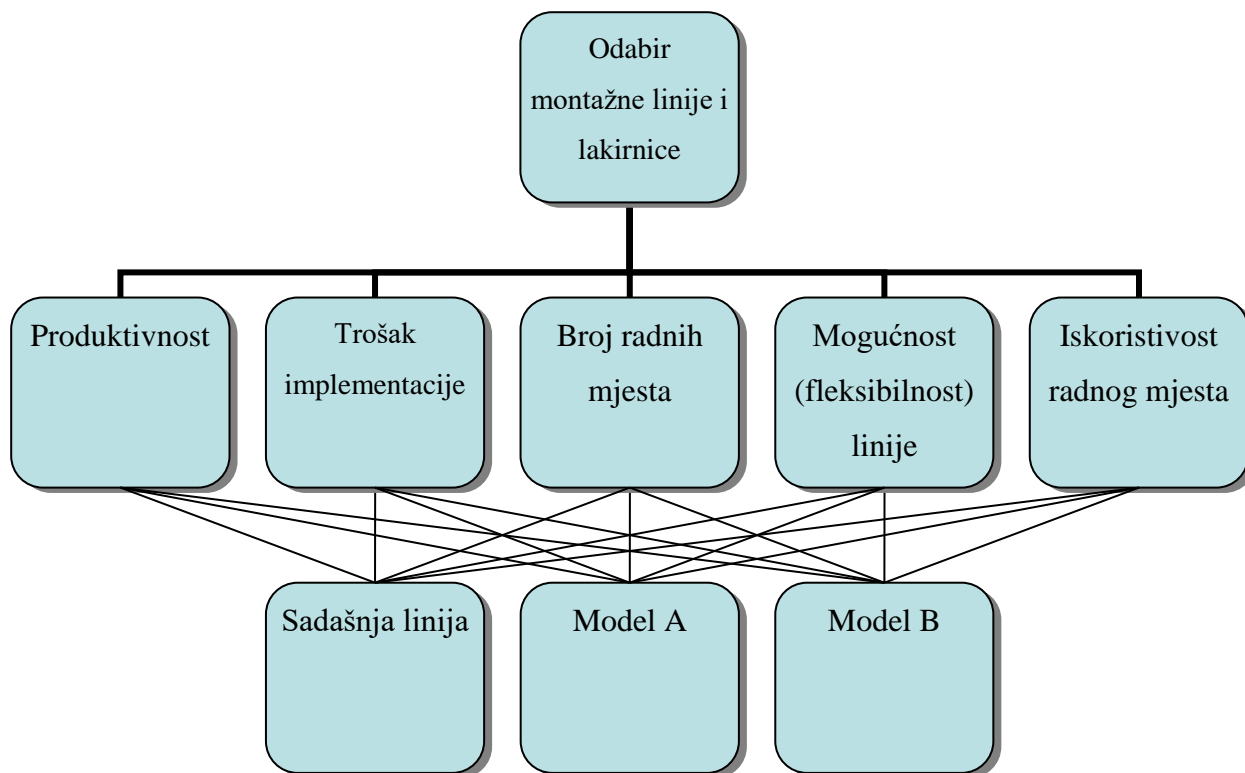 Odabir
montažne linije i
lakirnice
Produktivnost
Trošak
implementacije
Broj radnih
mjesta
Mogućnost
(fleksibilnost)
linije
Iskoristivost
radnog mjesta
Sadašnja linija
Model A
Model B